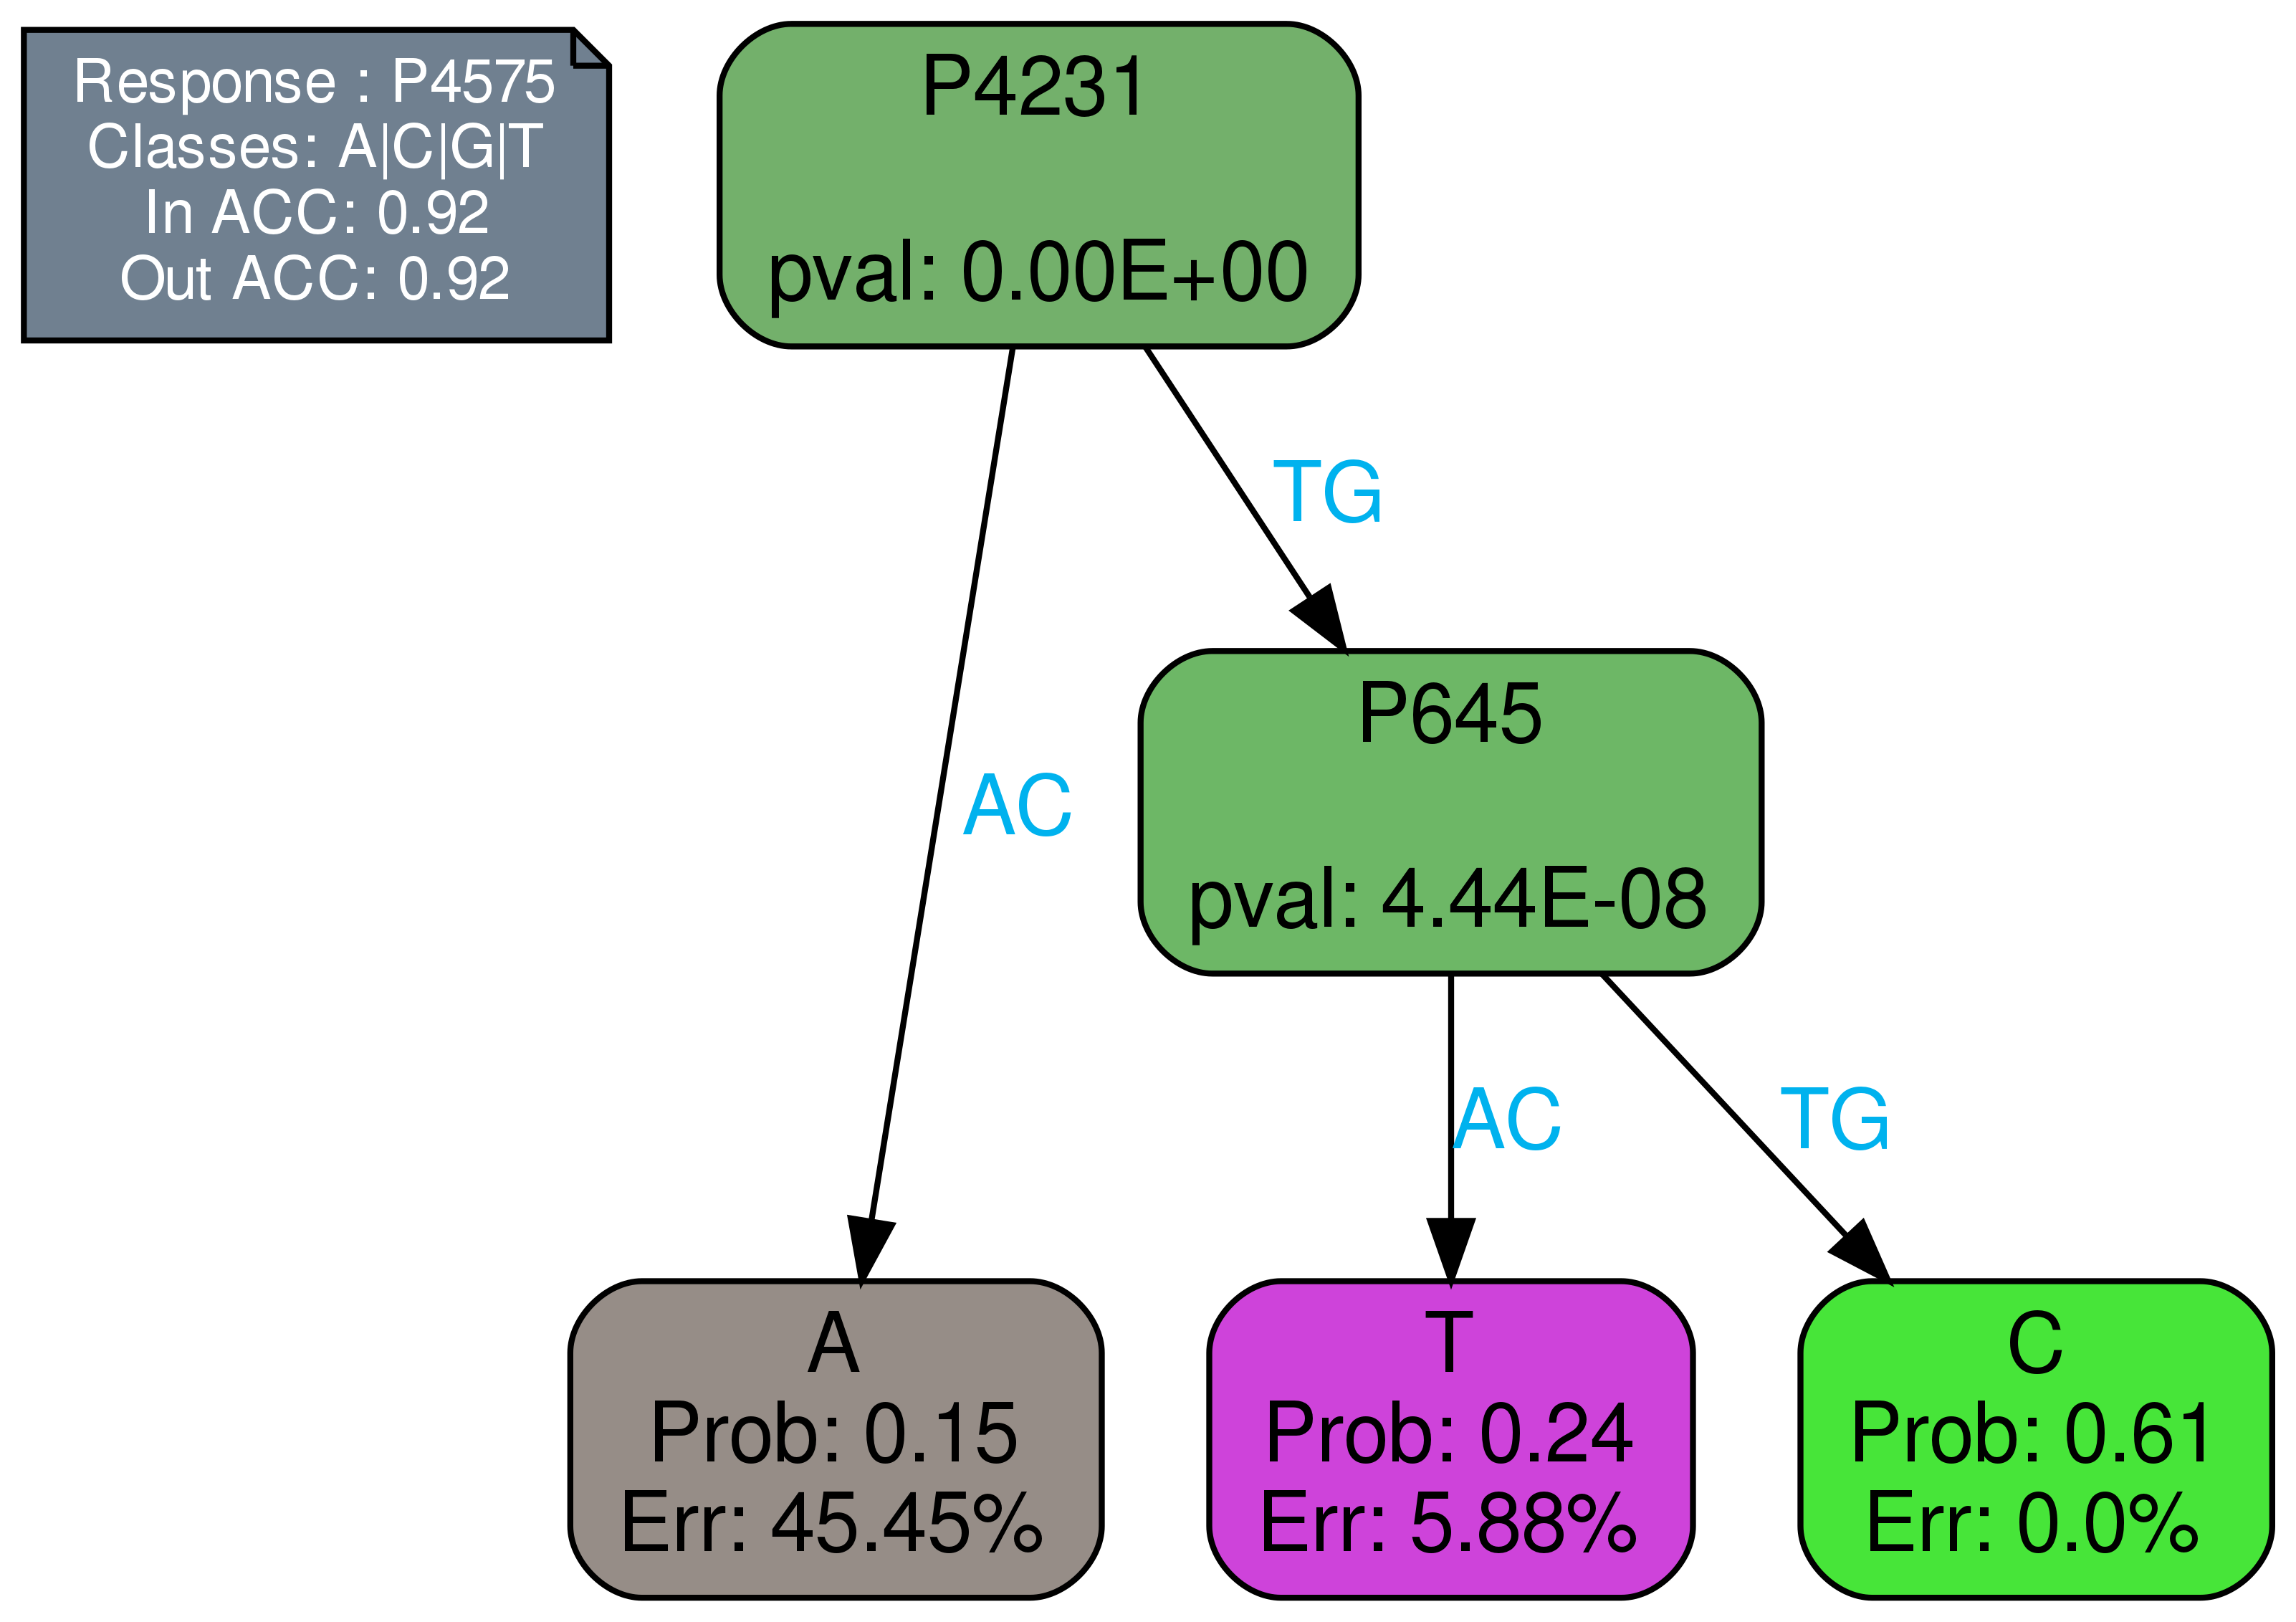 Response : P4575
Classes: A|C|G|T
In ACC: 0.92
Out ACC: 0.92
P4231
pval: 0.00E+00
TG
AC
P645
pval: 4.44E-08
AC
TG
A
Prob: 0.15
Err: 45.45%
T
Prob: 0.24
Err: 5.88%
C
Prob: 0.61
Err: 0.0%